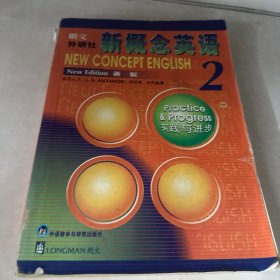 朗文
外研社
新概念英语
NEW CONCEPT ENGLISH
New Edition 新 版
2
L. G. ALEXANDER
Practice
& Progress
实践与进步
外语教学与研究出版社
LONGMAN 朗文